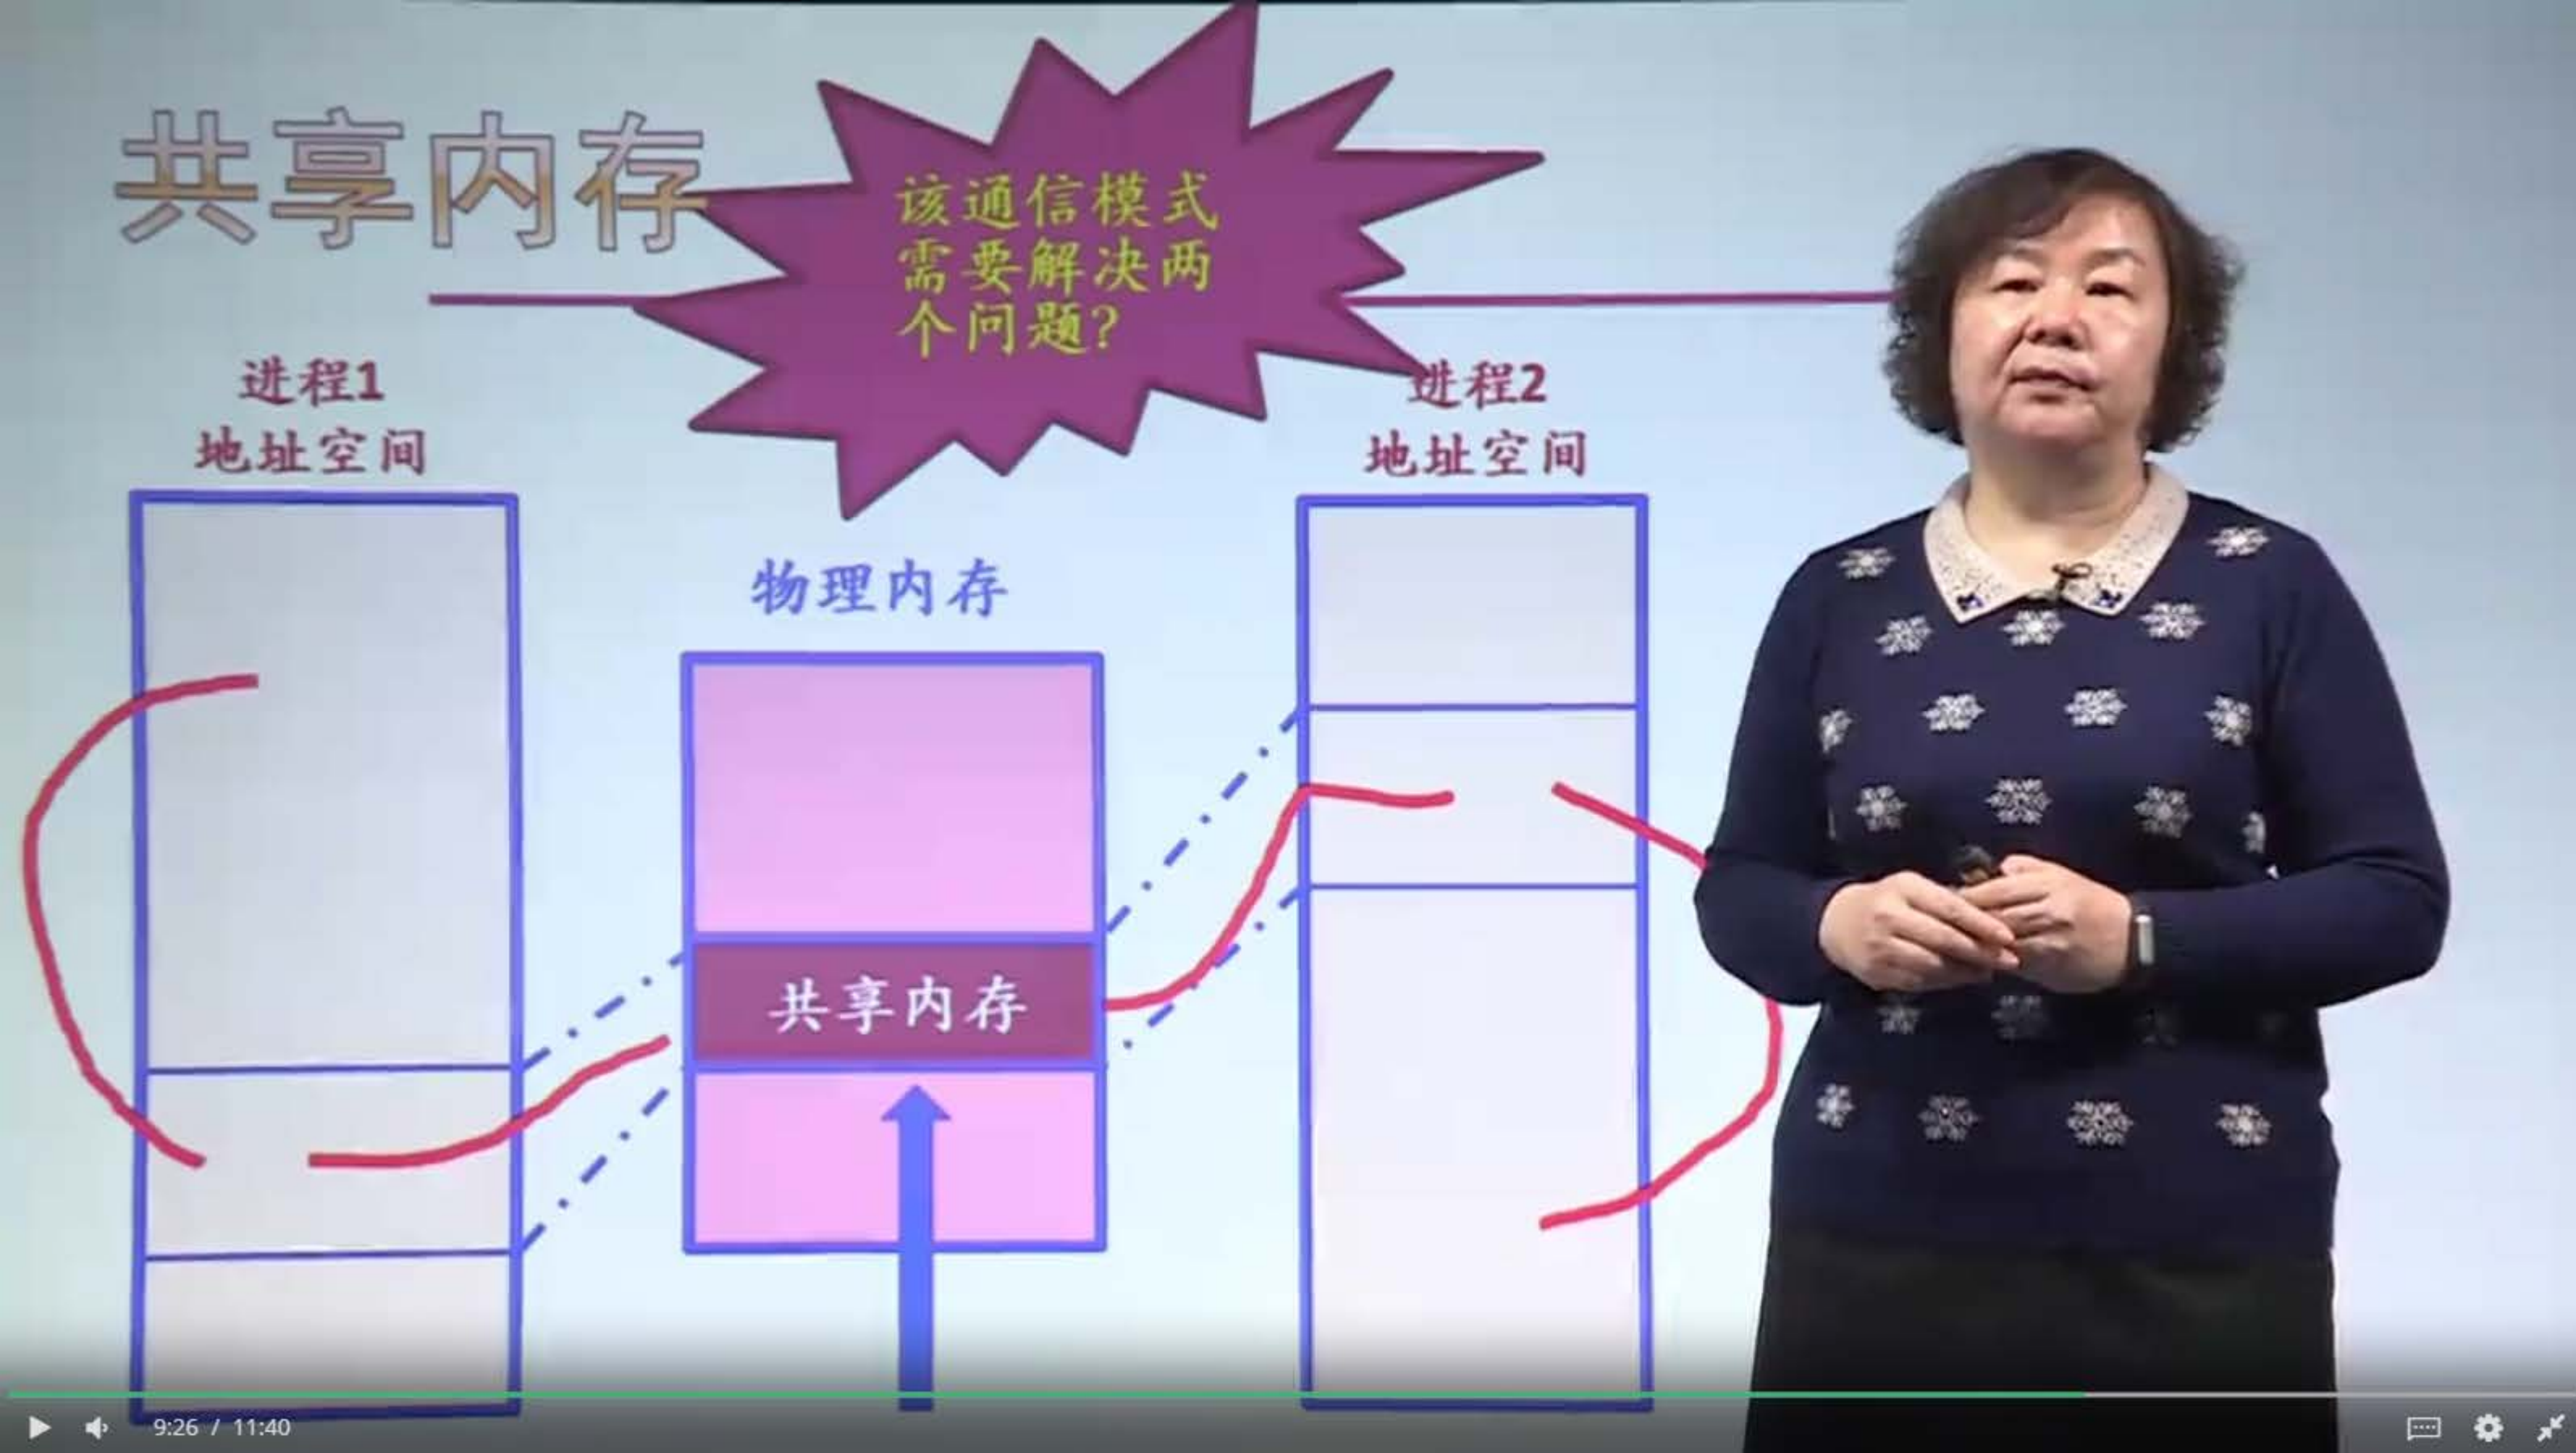 共享内存
该通信模式
需要解决两
个问题?
进程1
地址空间
进程2
地址空间
物理内存
共享内存
9:26 / 11:40